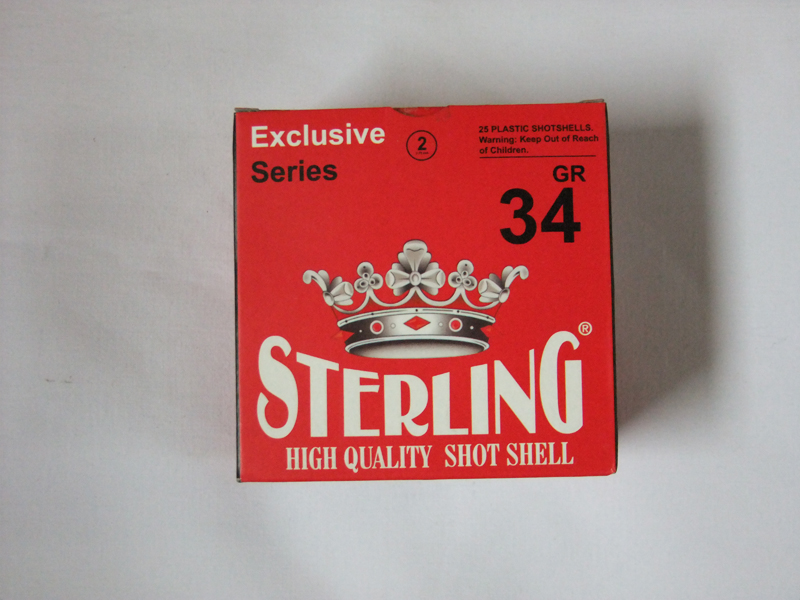 Exclusive
Series
2
25 PLASTIC SHOTSHELLS.
Warning: Keep Out of Reach
of Children.
GR
34
STERLING®
HIGH QUALITY SHOT SHELL